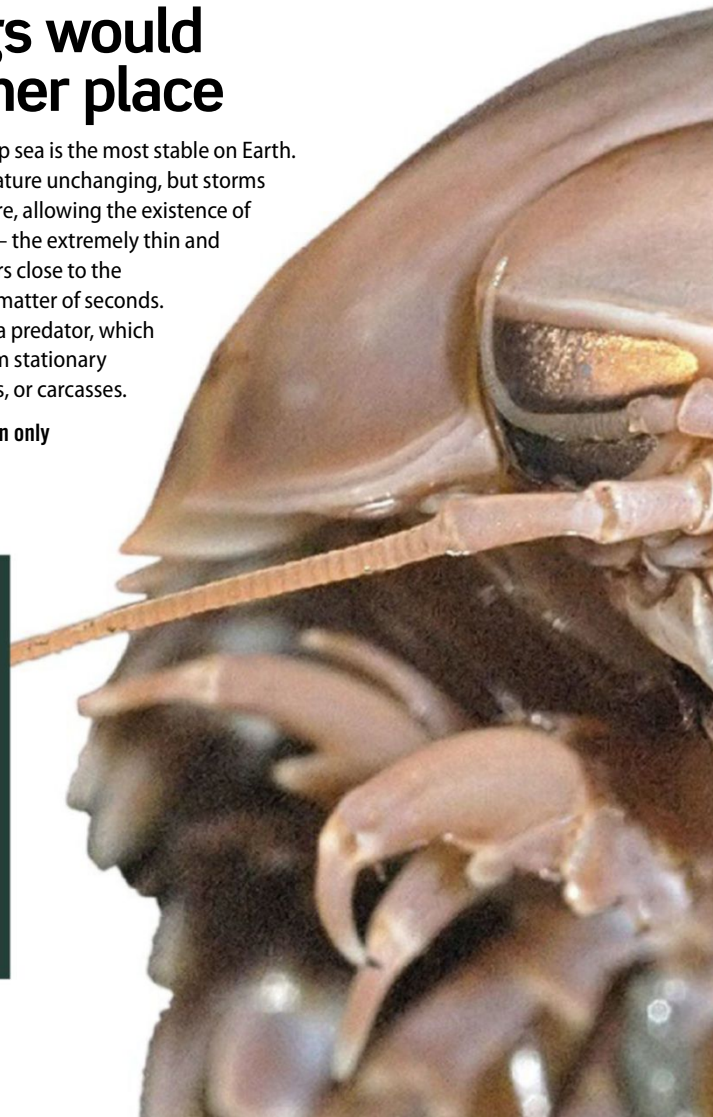 gs would
her place
p sea is the most stable on Earth.
ature unchanging, but storms
re, allowing the existence of
– the extremely thin and
rs close to the
matter of seconds.
a predator, which
m stationary
s, or carcasses.
n only